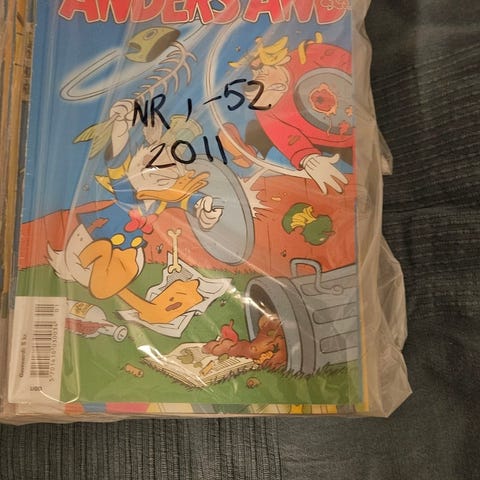 ANDERS AND
NR 1-52
2011